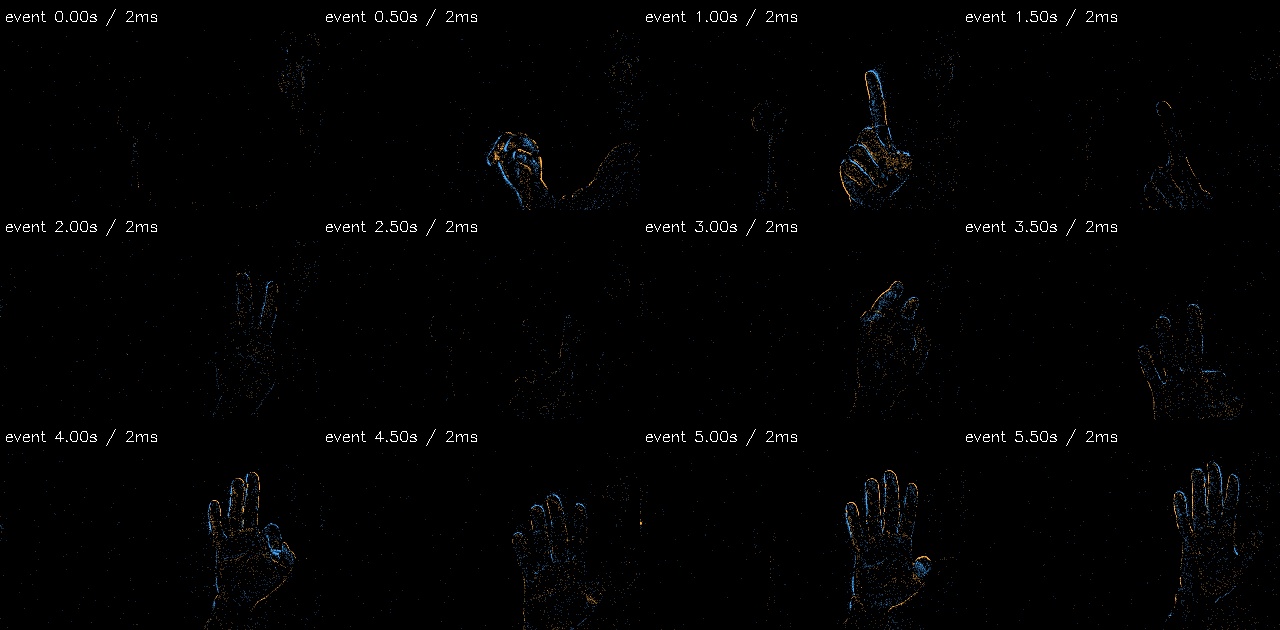 event 0.00s / 2ms
event 0.50s / 2ms
event 1.00s / 2ms
event 1.50s / 2ms
event 2.00s / 2ms
event 2.50s / 2ms
event 3.00s / 2ms
event 3.50s / 2ms
event 4.00s / 2ms
event 4.50s / 2ms
event 5.00s / 2ms
event 5.50s / 2ms